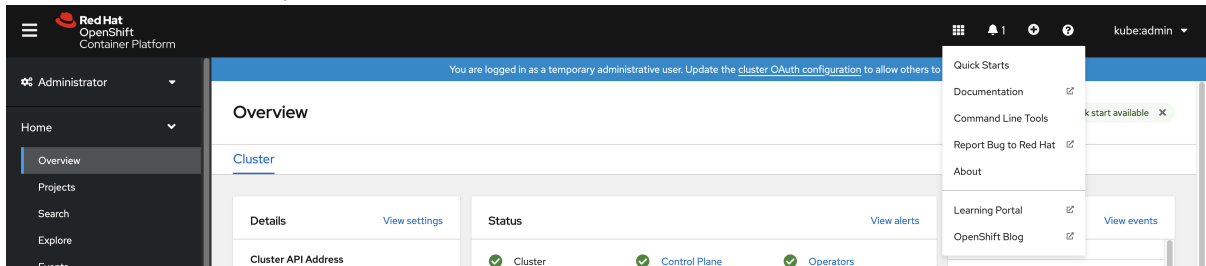 Red Hat
OpenShift
Container Platform
1
kube:admin
Administrator
You are logged in as a temporary administrative user. Update the cluster OAuth configuration to allow others to
Quick Starts
Documentation
Command Line Tools
Report Bug to Red Hat
About
Learning Portal
OpenShift Blog
Home
Overview
Projects
Search
Explore
Events
Overview
start available
Cluster
Details
View settings
Cluster API Address
Status
View alerts
Cluster
Control Plane
Operators
View events